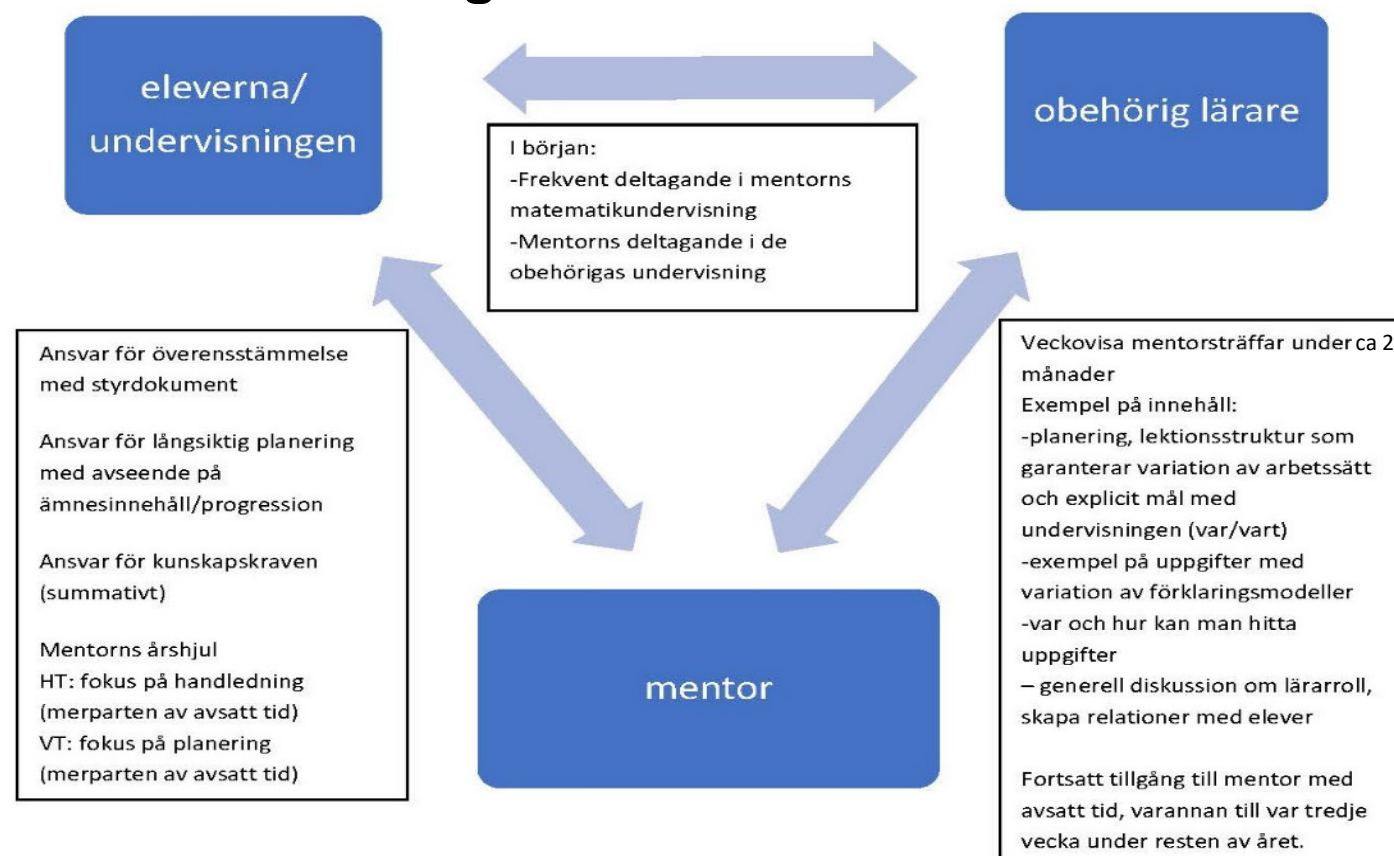 eleverna/
undervisningen
obehörig lärare
I början:
-Frekvent deltagande i mentorns
matematikundervisning
-Mentorns deltagande i de
obehörigas undervisning
Ansvar för överensstämmelse
med styrdokument
Ansvar för långsiktig planering
med avseende på
ämnesinnehåll/progression
Ansvar för kunskapskraven
(summativt)
Mentorns årshjul
HT: fokus på handledning
(merparten av avsatt tid)
VT: fokus på planering
(merparten av avsatt tid)
mentor
Veckovisa mentorsträffar under ca 2
månader
Exempel på innehåll:
-planering, lektionsstruktur som
garanterar variation av arbetssätt
och explicit mål med
undervisningen (var/vart)
-exempel på uppgifter med
variation av förklaringsmodeller
-var och hur kan man hitta
uppgifter
– generell diskussion om lärarroll,
skapa relationer med elever
Fortsatt tillgång till mentor med
avsatt tid, varannan till var tredje
vecka under resten av året.